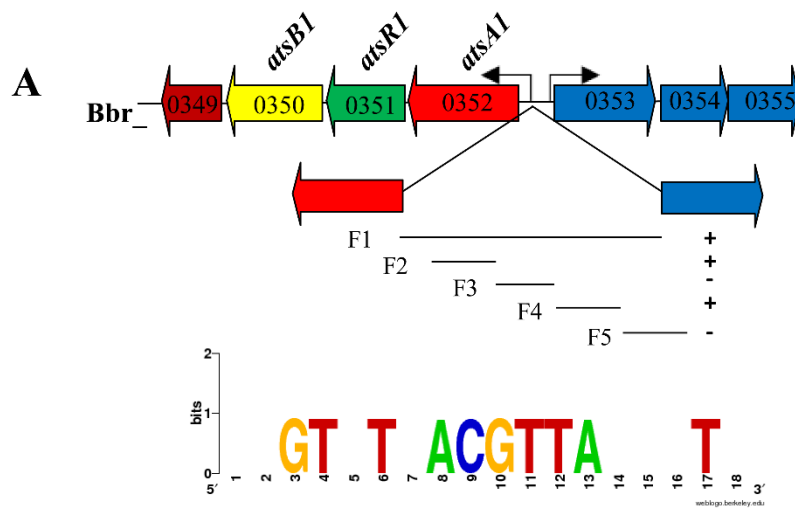 atsB1 atsR1 atsA1
A
Bbr_ 0349 0350 0351 0352 0353 0354 0355
F1 +
F2 +
F3 -
F4 +
F5 -
2
bits
1
GT T ACGTTA T
0
5′ 1 2 3 4 5 6 7 8 9 10 11 12 13 14 15 16 17 18 3′
weblogo.berkeley.edu